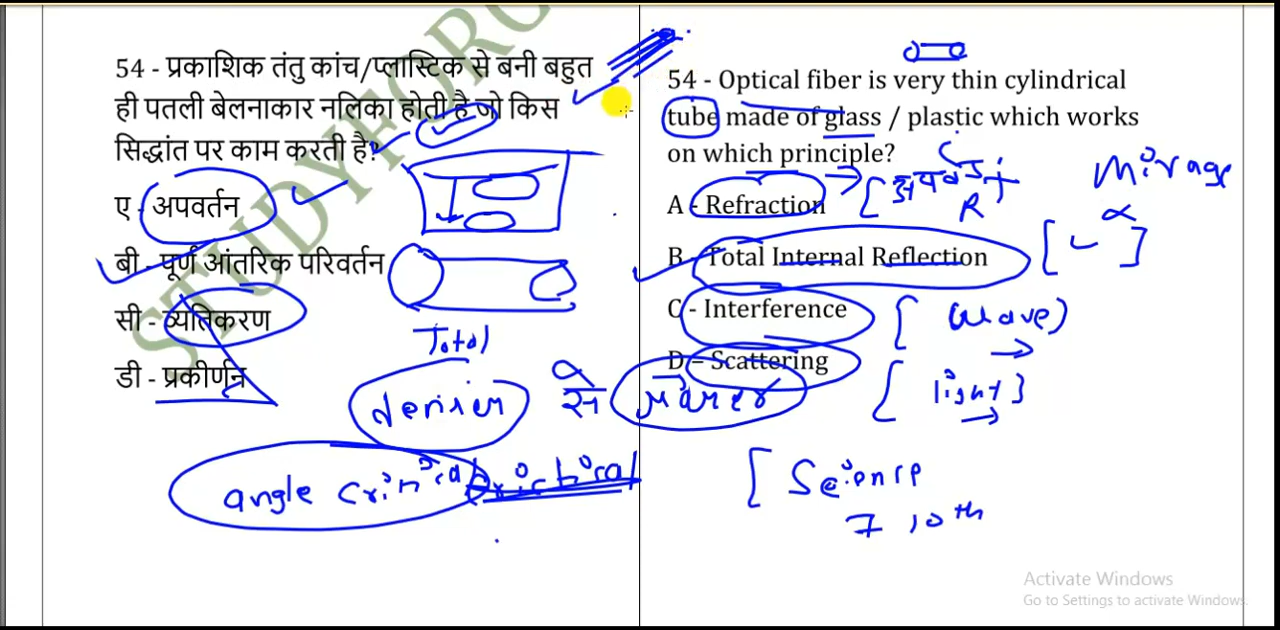 STUDYFORC
54 - प्रकाशिक तंतु कांच/प्लास्टिक से बनी बहुत
ही पतली बेलनाकार नलिका होती है जो किस
सिद्धांत पर काम करती है?
ए - अपवर्तन
बी - पूर्ण आंतरिक परिवर्तन
सी - व्यतिकरण
डी - प्रकीर्णन
Total
से
angle
54 - Optical fiber is very thin cylindrical
tube made of glass / plastic which works
on which principle?
A - Refraction
B - Total Internal Reflection
C - Interference
D - Scattering
Mirage
R
(wave)
light
Science
7 10th
Activate Windows
Go to Settings to activate Windows.